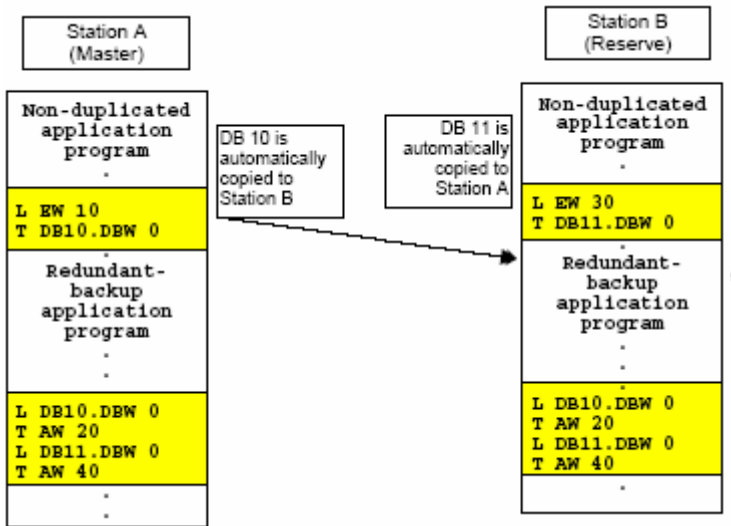 Station A
(Master)
Non-duplicated
application
program
.
L EW 10
T DB10.DBW 0
.
Redundant-
backup
application
program
.
.
L DB10.DBW 0
T AW 20
L DB11.DBW 0
T AW 40
.
.
DB 10 is
automatically
copied to
Station B
DB 11 is
automatically
copied to
Station A
Station B
(Reserve)
Non-duplicated
application
program
.
L EW 30
T DB11.DBW 0
.
Redundant-
backup
application
program
.
.
.
L DB10.DBW 0
T AW 20
L DB11.DBW 0
T AW 40
.